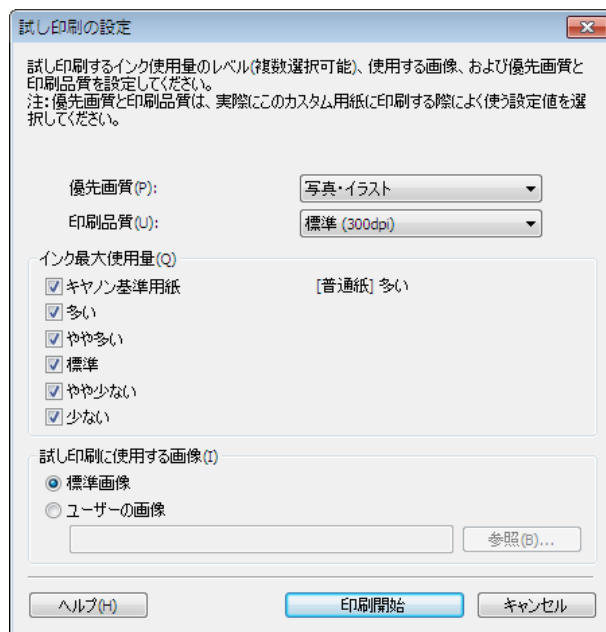 試し印刷の設定
試し印刷するインク使用量のレベル(複数選択可能)、使用する画像、および優先画質と
印刷品質を設定してください。
注：優先画質と印刷品質は、実際にこのカスタム用紙に印刷する際によく使う設定値を選
択してください。
優先画質(P): 写真・イラスト
印刷品質(U): 標準 (300dpi)
インク最大使用量(Q)
キヤノン基準用紙 [普通紙] 多い
多い
やや多い
標準
やや少ない
少ない
試し印刷に使用する画像(I)
標準画像
ユーザーの画像
参照(B)...
ヘルプ(H) 印刷開始 キャンセル